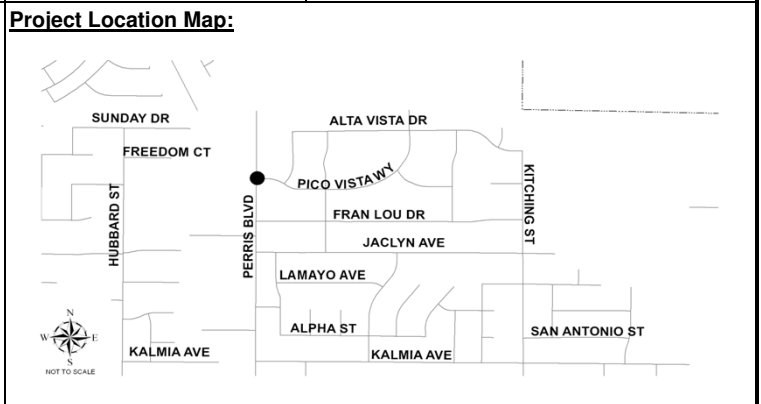 Project Location Map:
SUNDAY DR
ALTA VISTA DR
FREEDOM CT
PICO VISTA WY
HUBBARD ST
PERRIS BLVD
KITCHING ST
FRAN LOU DR
JACLYN AVE
LAMAYO AVE
ALPHA ST
SAN ANTONIO ST
N
W E
S
NOT TO SCALE
KALMIA AVE
KALMIA AVE